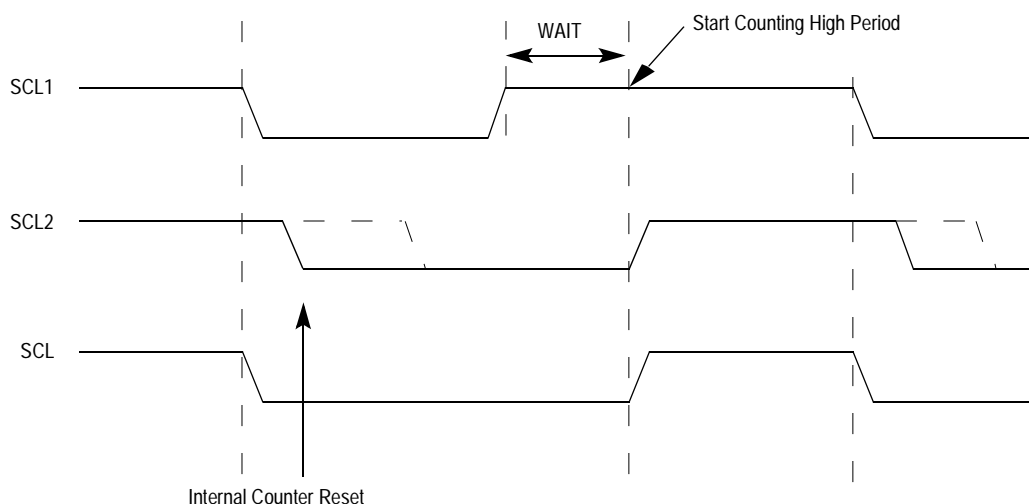 WAIT
Start Counting High Period
SCL1
SCL2
SCL
Internal Counter Reset